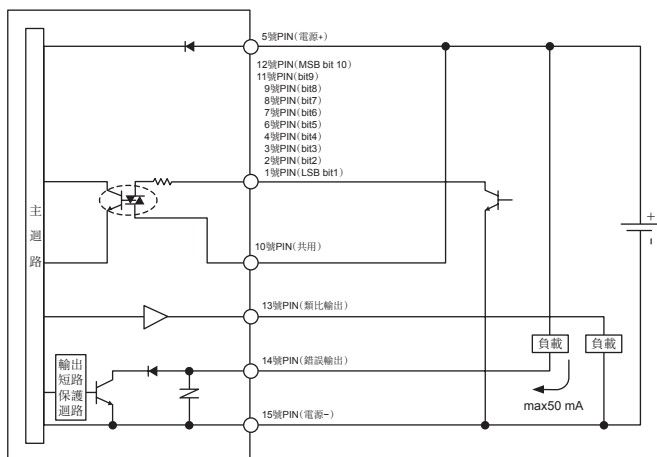 5號PIN(電源+)
12號PIN(MSB bit 10)
11號PIN(bit9)
9號PIN(bit8)
8號PIN(bit7)
7號PIN(bit6)
6號PIN(bit5)
4號PIN(bit4)
3號PIN(bit3)
2號PIN(bit2)
1號PIN(LSB bit1)
主
迴
路
+
-
10號PIN(共用)
13號PIN(類比輸出)
負載
負載
14號PIN(錯誤輸出)
輸出
短路
保護
迴路
max50 mA
15號PIN(電源−)